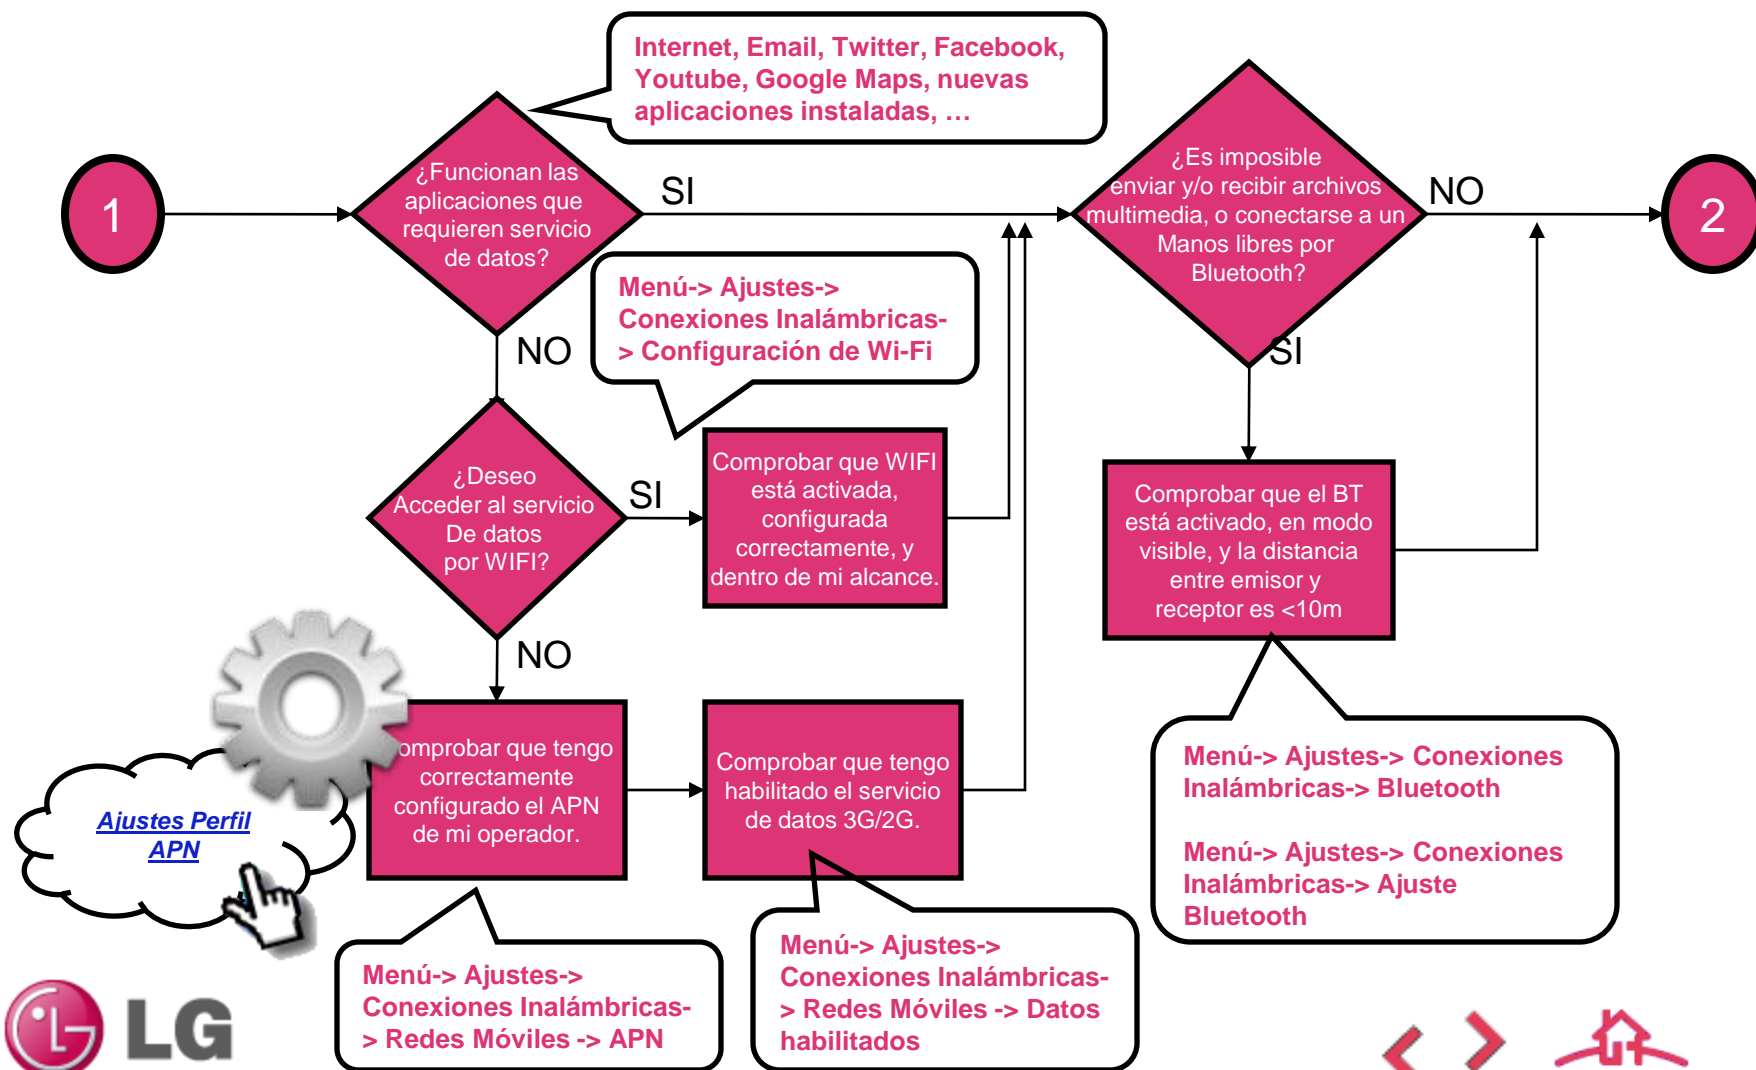 Internet, Email, Twitter, Facebook,
Youtube, Google Maps, nuevas
aplicaciones instaladas, …
1
¿Funcionan las
aplicaciones que
requieren servicio
de datos?
SI
¿Es imposible
enviar y/o recibir archivos
multimedia, o conectarse a un
Manos libres por
Bluetooth?
NO
2
NO
Menú-> Ajustes->
Conexiones Inalámbricas-
> Configuración de Wi-Fi
SI
¿Deseo
Acceder al servicio
De datos
por WIFI?
SI
Comprobar que WIFI
está activada,
configurada
correctamente, y
dentro de mi alcance.
Comprobar que el BT
está activado, en modo
visible, y la distancia
entre emisor y
receptor es <10m
NO
omprobar que tengo
correctamente
configurado el APN
de mi operador.
Comprobar que tengo
habilitado el servicio
de datos 3G/2G.
Ajustes Perfil
APN
Menú-> Ajustes-> Conexiones
Inalámbricas-> Bluetooth
Menú-> Ajustes-> Conexiones
Inalámbricas-> Ajuste
Bluetooth
Menú-> Ajustes->
Conexiones Inalámbricas-
> Redes Móviles -> APN
Menú-> Ajustes->
Conexiones Inalámbricas-
> Redes Móviles -> Datos
habilitados
LG